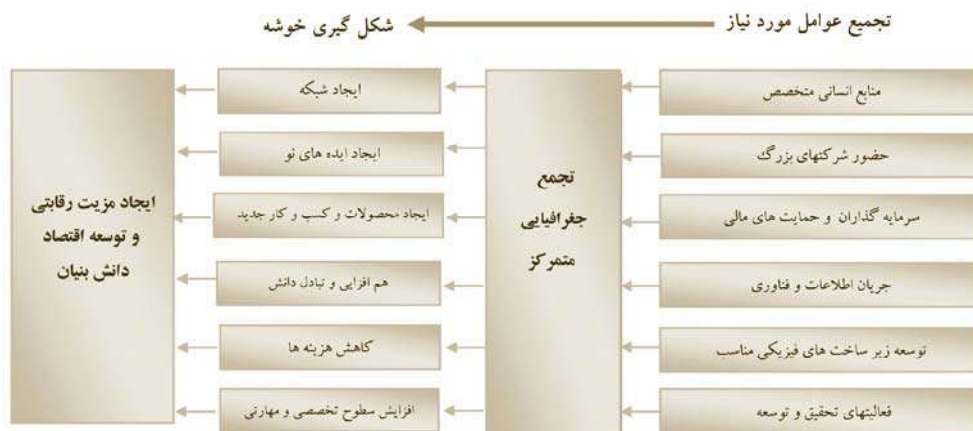 تجمیع عوامل مورد نیاز
شکل گیری خوشه
منابع انسانی متخصص
حضور شرکتهای بزرگ
سرمایه گذاران و حمایت های مالی
جریان اطلاعات و فناوری
توسعه زیر ساخت های فیزیکی مناسب
فعالیتهای تحقیق و توسعه
تجمع
جغرافیایی
متمرکز
ایجاد شبکه
ایجاد ایده های نو
ایجاد محصولات و کسب و کار جدید
هم افزایی و تبادل دانش
کاهش هزینه ها
افزایش سطوح تخصصی و مهارتی
ایجاد مزیت رقابتی
و توسعه اقتصاد
دانش بنیان